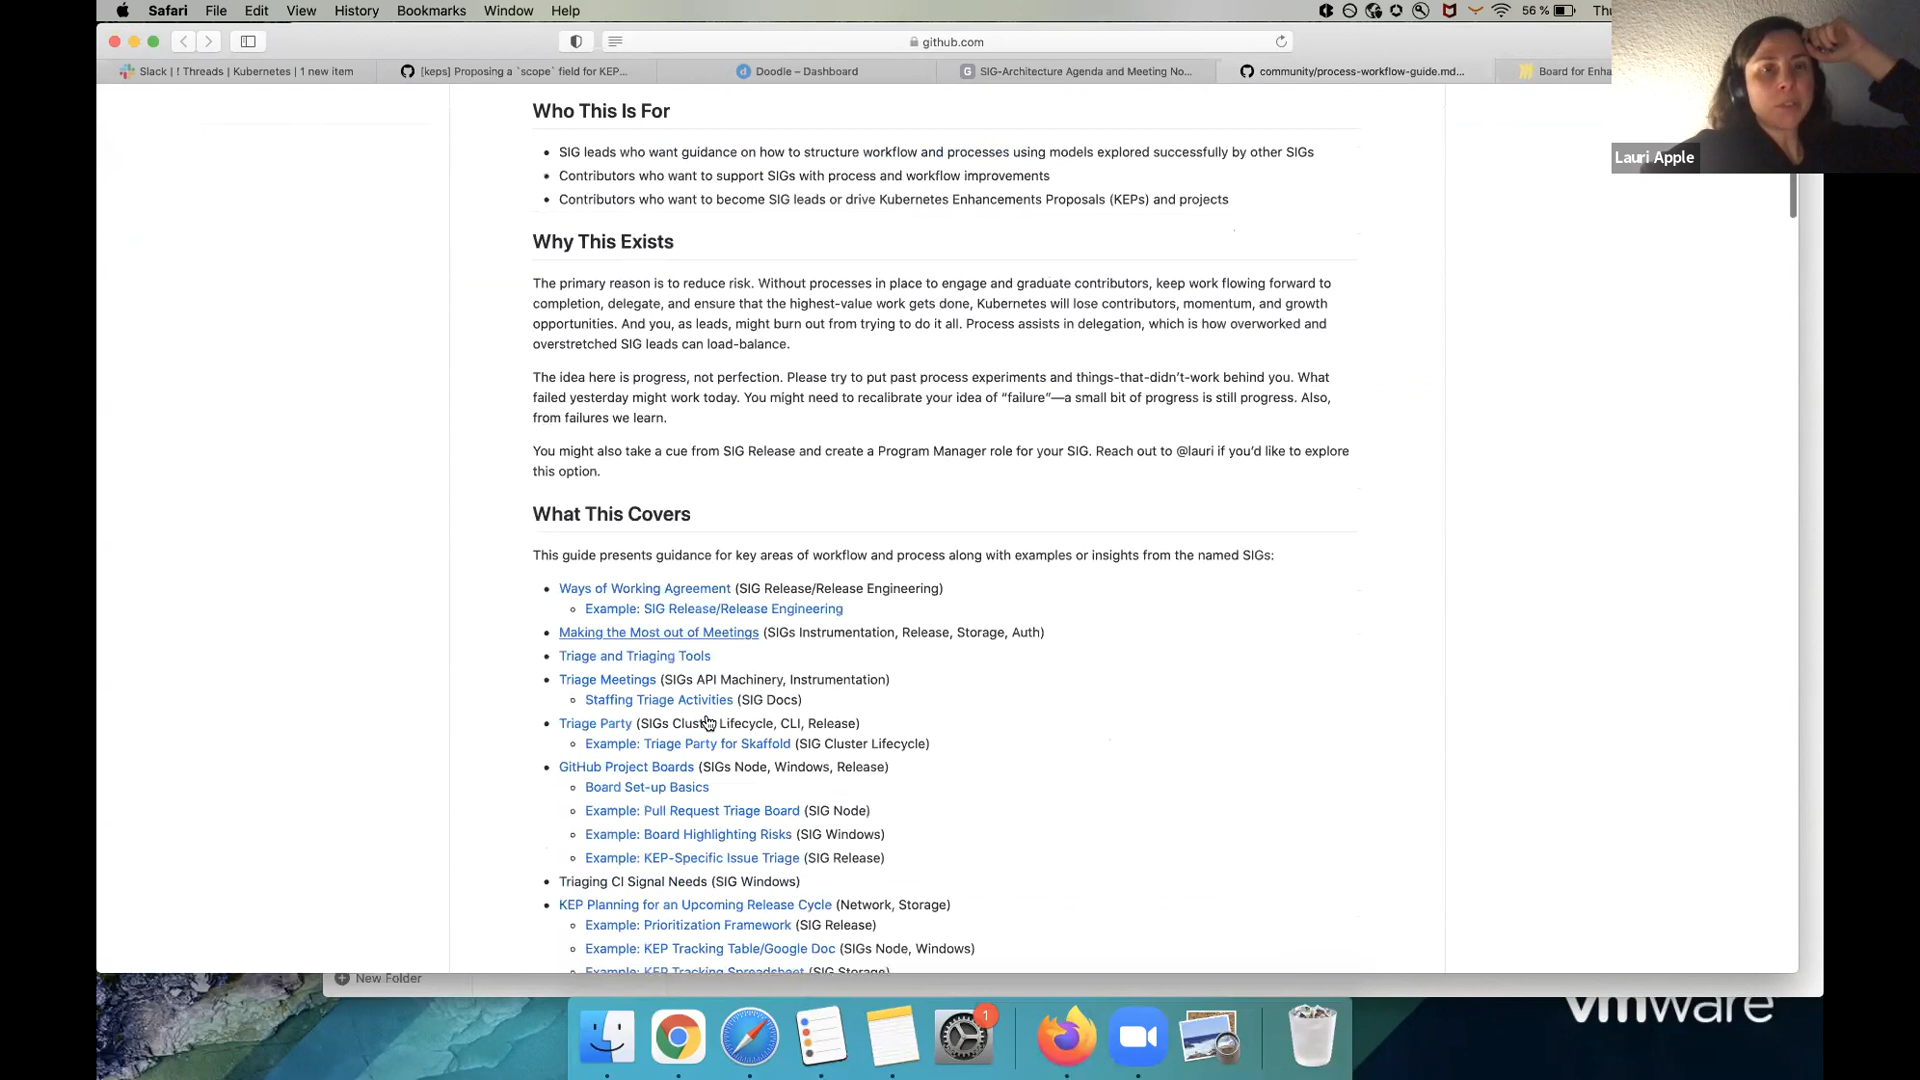 Safari File Edit View History Bookmarks Window Help 56 %
github.com
Slack | ! Threads | Kubernetes | 1 new item
[keps] Proposing a `scope` field for KEP...
Doodle – Dashboard
SIG-Architecture Agenda and Meeting No...
community/process-workflow-guide.md...
Board for Enha
Lauri Apple
Who This Is For
• SIG leads who want guidance on how to structure workflow and processes using models explored successfully by other SIGs
• Contributors who want to support SIGs with process and workflow improvements
• Contributors who want to become SIG leads or drive Kubernetes Enhancements Proposals (KEPs) and projects
Why This Exists
The primary reason is to reduce risk. Without processes in place to engage and graduate contributors, keep work flowing forward to
completion, delegate, and ensure that the highest-value work gets done, Kubernetes will lose contributors, momentum, and growth
opportunities. And you, as leads, might burn out from trying to do it all. Process assists in delegation, which is how overworked and
overstretched SIG leads can load-balance.
The idea here is progress, not perfection. Please try to put past process experiments and things-that-didn’t-work behind you. What
failed yesterday might work today. You might need to recalibrate your idea of “failure”—a small bit of progress is still progress. Also,
from failures we learn.
You might also take a cue from SIG Release and create a Program Manager role for your SIG. Reach out to @lauri if you’d like to explore
this option.
What This Covers
This guide presents guidance for key areas of workflow and process along with examples or insights from the named SIGs:
• Ways of Working Agreement (SIG Release/Release Engineering)
◦ Example: SIG Release/Release Engineering
• Making the Most out of Meetings (SIGs Instrumentation, Release, Storage, Auth)
• Triage and Triaging Tools
• Triage Meetings (SIGs API Machinery, Instrumentation)
◦ Staffing Triage Activities (SIG Docs)
• Triage Party (SIGs Cluster Lifecycle, CLI, Release)
◦ Example: Triage Party for Skaffold (SIG Cluster Lifecycle)
• GitHub Project Boards (SIGs Node, Windows, Release)
◦ Board Set-up Basics
◦ Example: Pull Request Triage Board (SIG Node)
◦ Example: Board Highlighting Risks (SIG Windows)
◦ Example: KEP-Specific Issue Triage (SIG Release)
• Triaging CI Signal Needs (SIG Windows)
• KEP Planning for an Upcoming Release Cycle (Network, Storage)
◦ Example: Prioritization Framework (SIG Release)
◦ Example: KEP Tracking Table/Google Doc (SIGs Node, Windows)
◦ Example: KEP Tracking Spreadsheet (SIG Storage)
New Folder
vmware
1